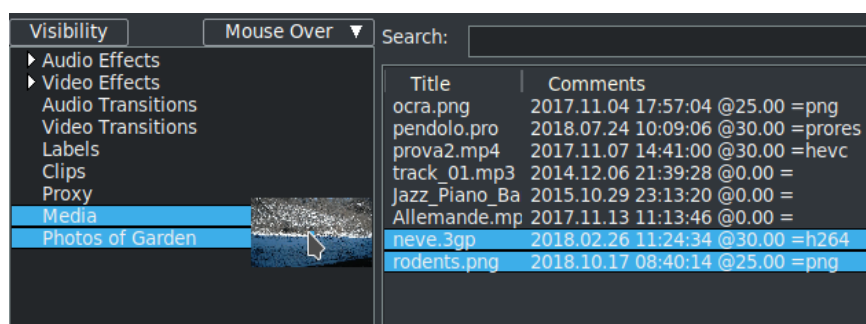 Visibility
Mouse Over
Audio Effects
Video Effects
Audio Transitions
Video Transitions
Labels
Clips
Proxy
Media
Photos of Garden
Search:
Title Comments
ocra.png 2017.11.04 17:57:04 @25.00 =png
pendolo.pro 2018.07.24 10:09:06 @30.00 =prores
prova2.mp4 2017.11.07 14:41:00 @30.00 =hevc
track_01.mp3 2014.12.06 21:39:28 @0.00 =
Jazz_Piano_Ba 2015.10.29 23:13:20 @0.00 =
Allemande.mp 2017.11.13 11:13:46 @0.00 =
neve.3gp 2018.02.26 11:24:34 @30.00 =h264
rodents.png 2018.10.17 08:40:14 @25.00 =png